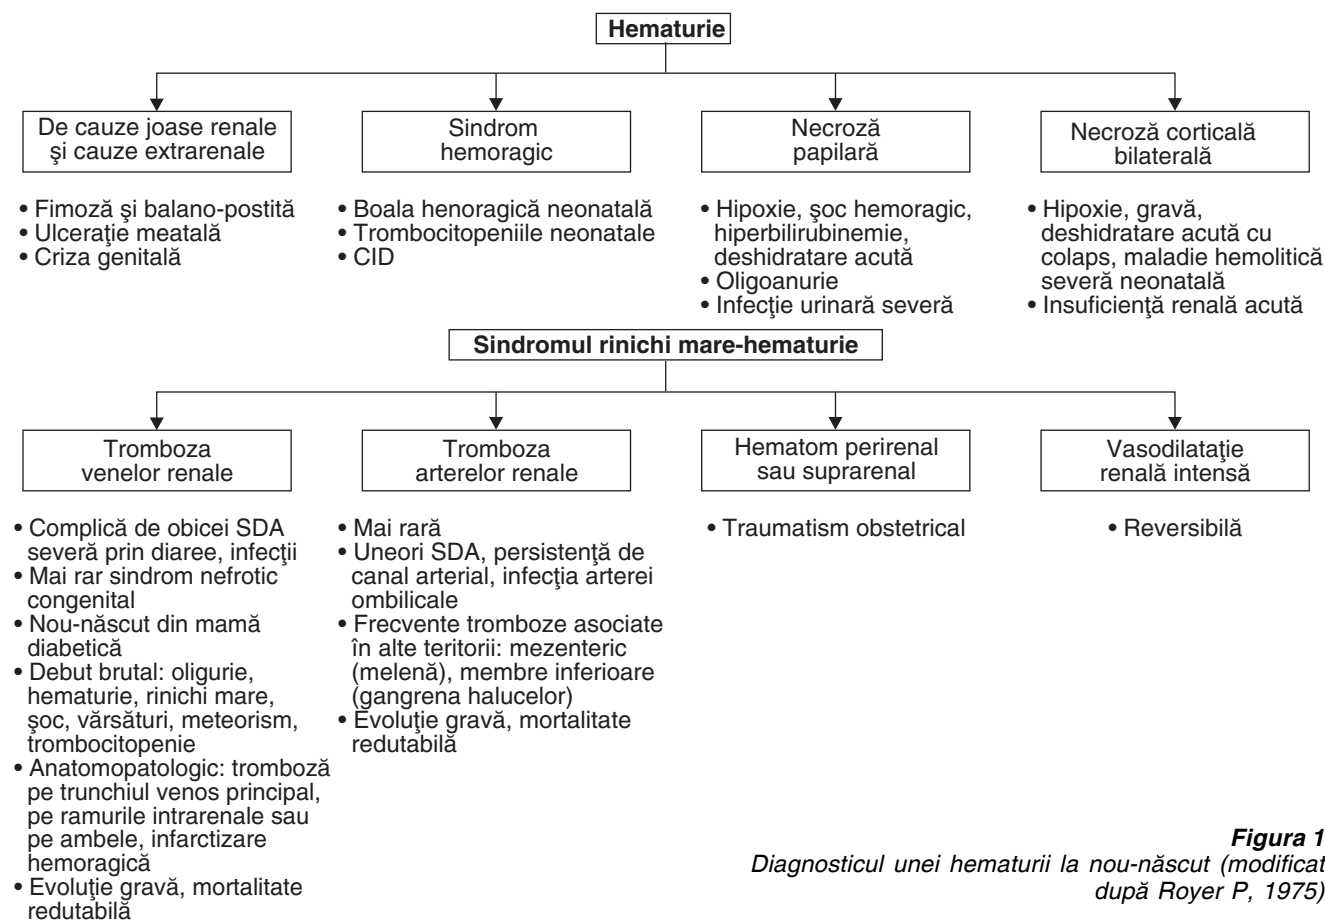 Hematurie
De cauze joase renale
şi cauze extrarenale
• Fimoză şi balano-postită
• Ulceraţie meatală
• Criza genitală
Sindrom
hemoragic
• Boala henoragică neonatală
• Trombocitopeniile neonatale
• CID
Necroză
papilară
• Hipoxie, şoc hemoragic,
hiperbilirubinemie,
deshidratare acută
• Oligoanurie
• Infecţie urinară severă
Necroză corticală
bilaterală
• Hipoxie, gravă,
deshidratare acută cu
colaps, maladie hemolitică
severă neonatală
• Insuficienţă renală acută
Sindromul rinichi mare-hematurie
Tromboza
venelor renale
• Complică de obicei SDA
severă prin diaree, infecţii
• Mai rar sindrom nefrotic
congenital
• Nou-născut din mamă
diabetică
• Debut brutal: oligurie,
hematurie, rinichi mare,
şoc, vărsături, meteorism,
trombocitopenie
• Anatomopatologic: tromboză
pe trunchiul venos principal,
pe ramurile intrarenale sau
pe ambele, infarctizare
hemoragică
• Evoluţie gravă, mortalitate
redutabilă
Tromboza
arterelor renale
• Mai rară
• Uneori SDA, persistenţă de
canal arterial, infecţia arterei
ombilicale
• Frecvente tromboze asociate
în alte teritorii: mezenteric
(melenă), membre inferioare
(gangrena halucelor)
• Evoluţie gravă, mortalitate
redutabilă
Hematom perirenal
sau suprarenal
• Traumatism obstetrical
Vasodilataţie
renală intensă
• Reversibilă
Figura 1
Diagnosticul unei hematurii la nou-născut (modificat
după Royer P, 1975)